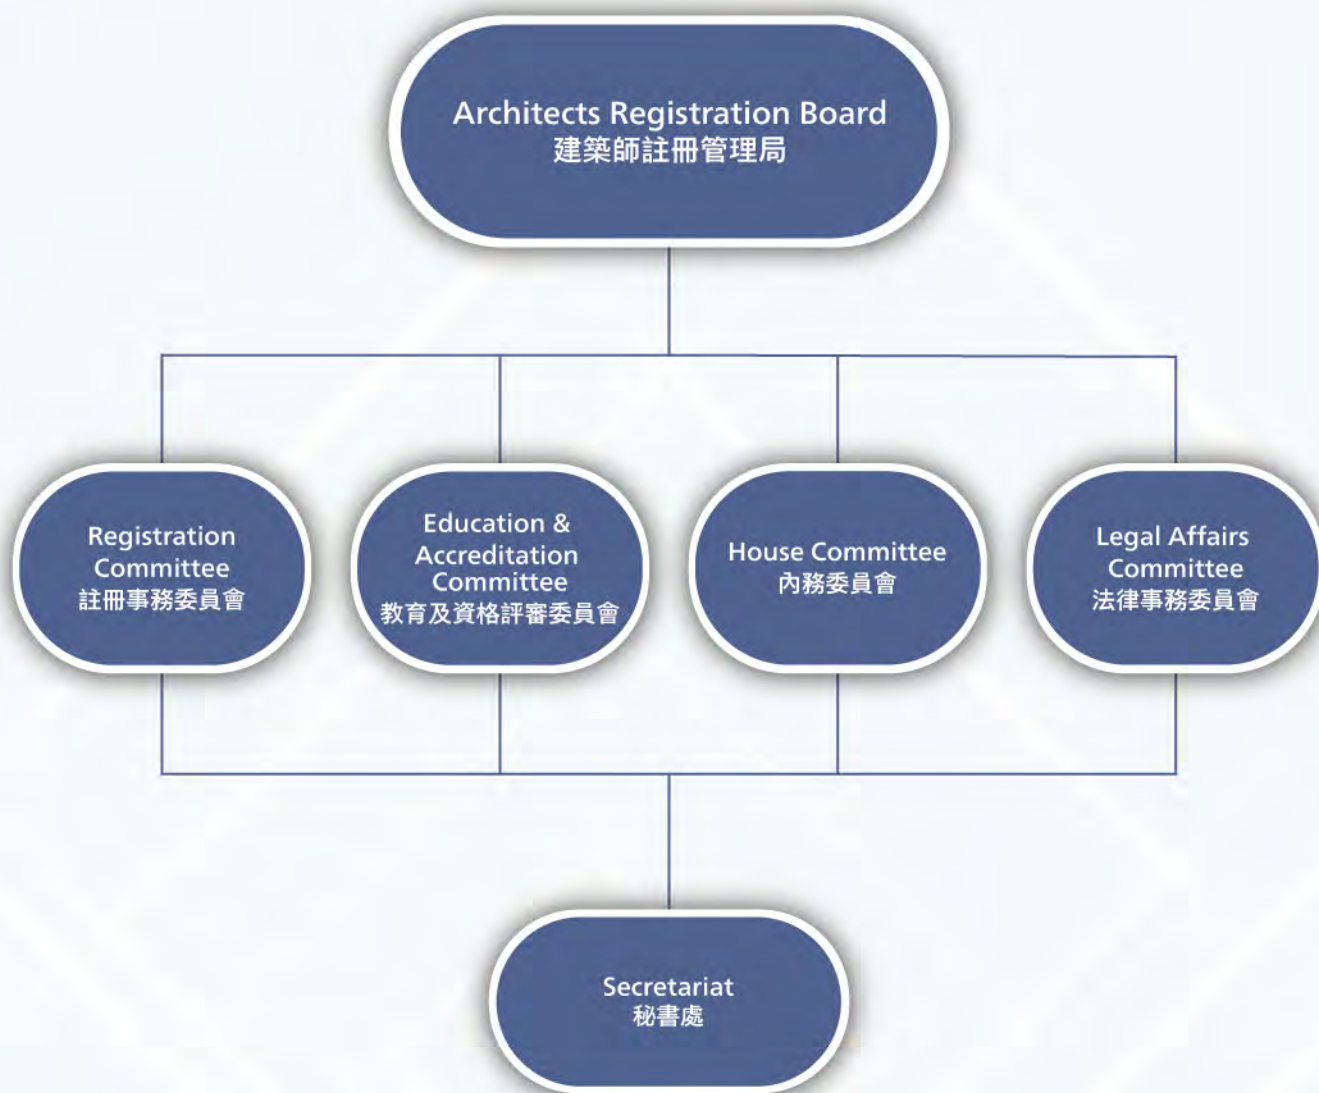 Architects Registration Board
建築師註冊管理局
Registration
Committee
註冊事務委員會
Education &
Accreditation
Committee
教育及資格評審委員會
House Committee
內務委員會
Legal Affairs
Committee
法律事務委員會
Secretariat
秘書處